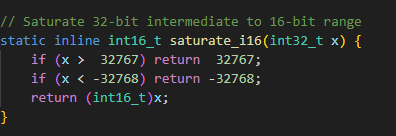 // Saturate 32-bit intermediate to 16-bit range
static inline int16_t saturate_i16(int32_t x) {
    if (x >  32767) return  32767;
    if (x < -32768) return -32768;
    return (int16_t)x;
}